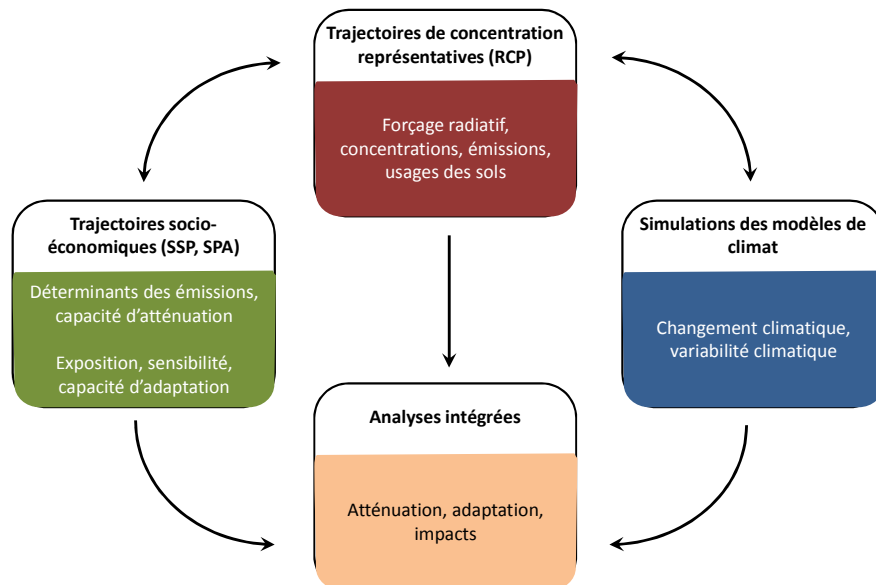 Trajectoires de concentration
représentatives (RCP)
Forçage radiatif,
concentrations, émissions,
usages des sols
Trajectoires socio-
économiques (SSP, SPA)
Déterminants des émissions,
capacité d’atténuation
Exposition, sensibilité,
capacité d’adaptation
Simulations des modèles de
climat
Changement climatique,
variabilité climatique
Analyses intégrées
Atténuation, adaptation,
impacts